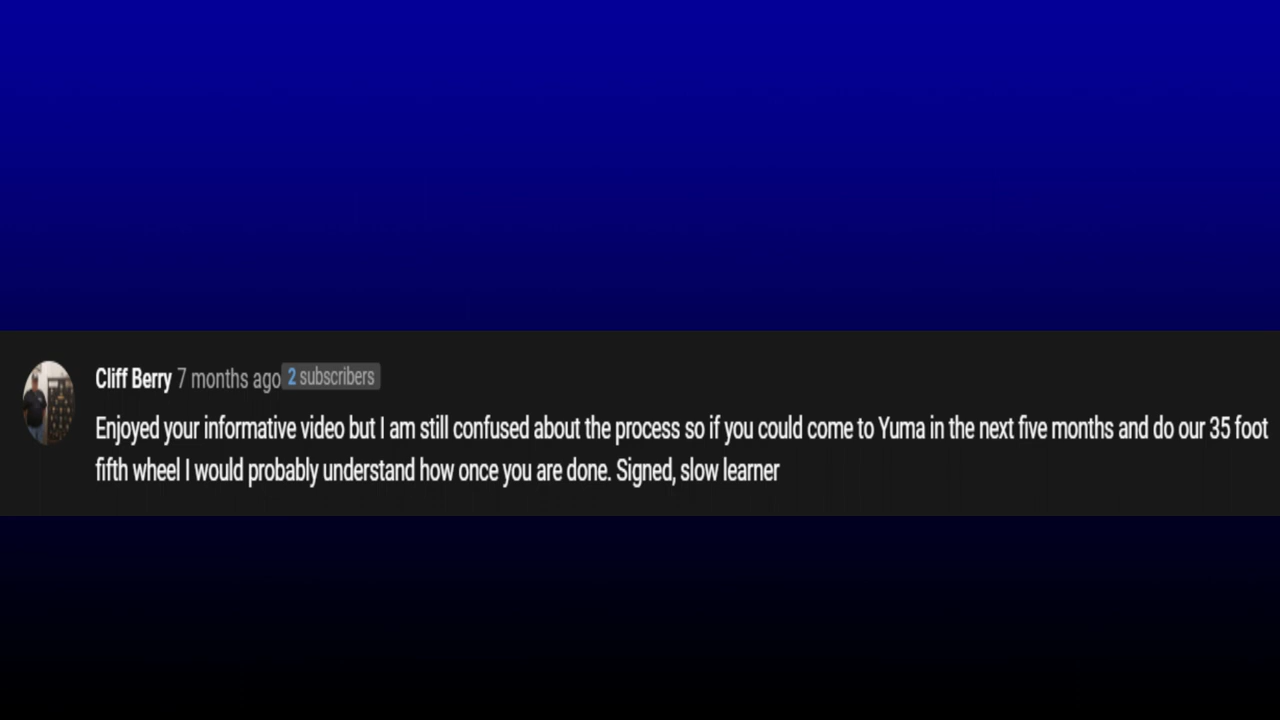 Cliff Berry 7 months ago 2 subscribers
Enjoyed your informative video but I am still confused about the process so if you could come to Yuma in the next five months and do our 35 foot
fifth wheel I would probably understand how once you are done. Signed, slow learner